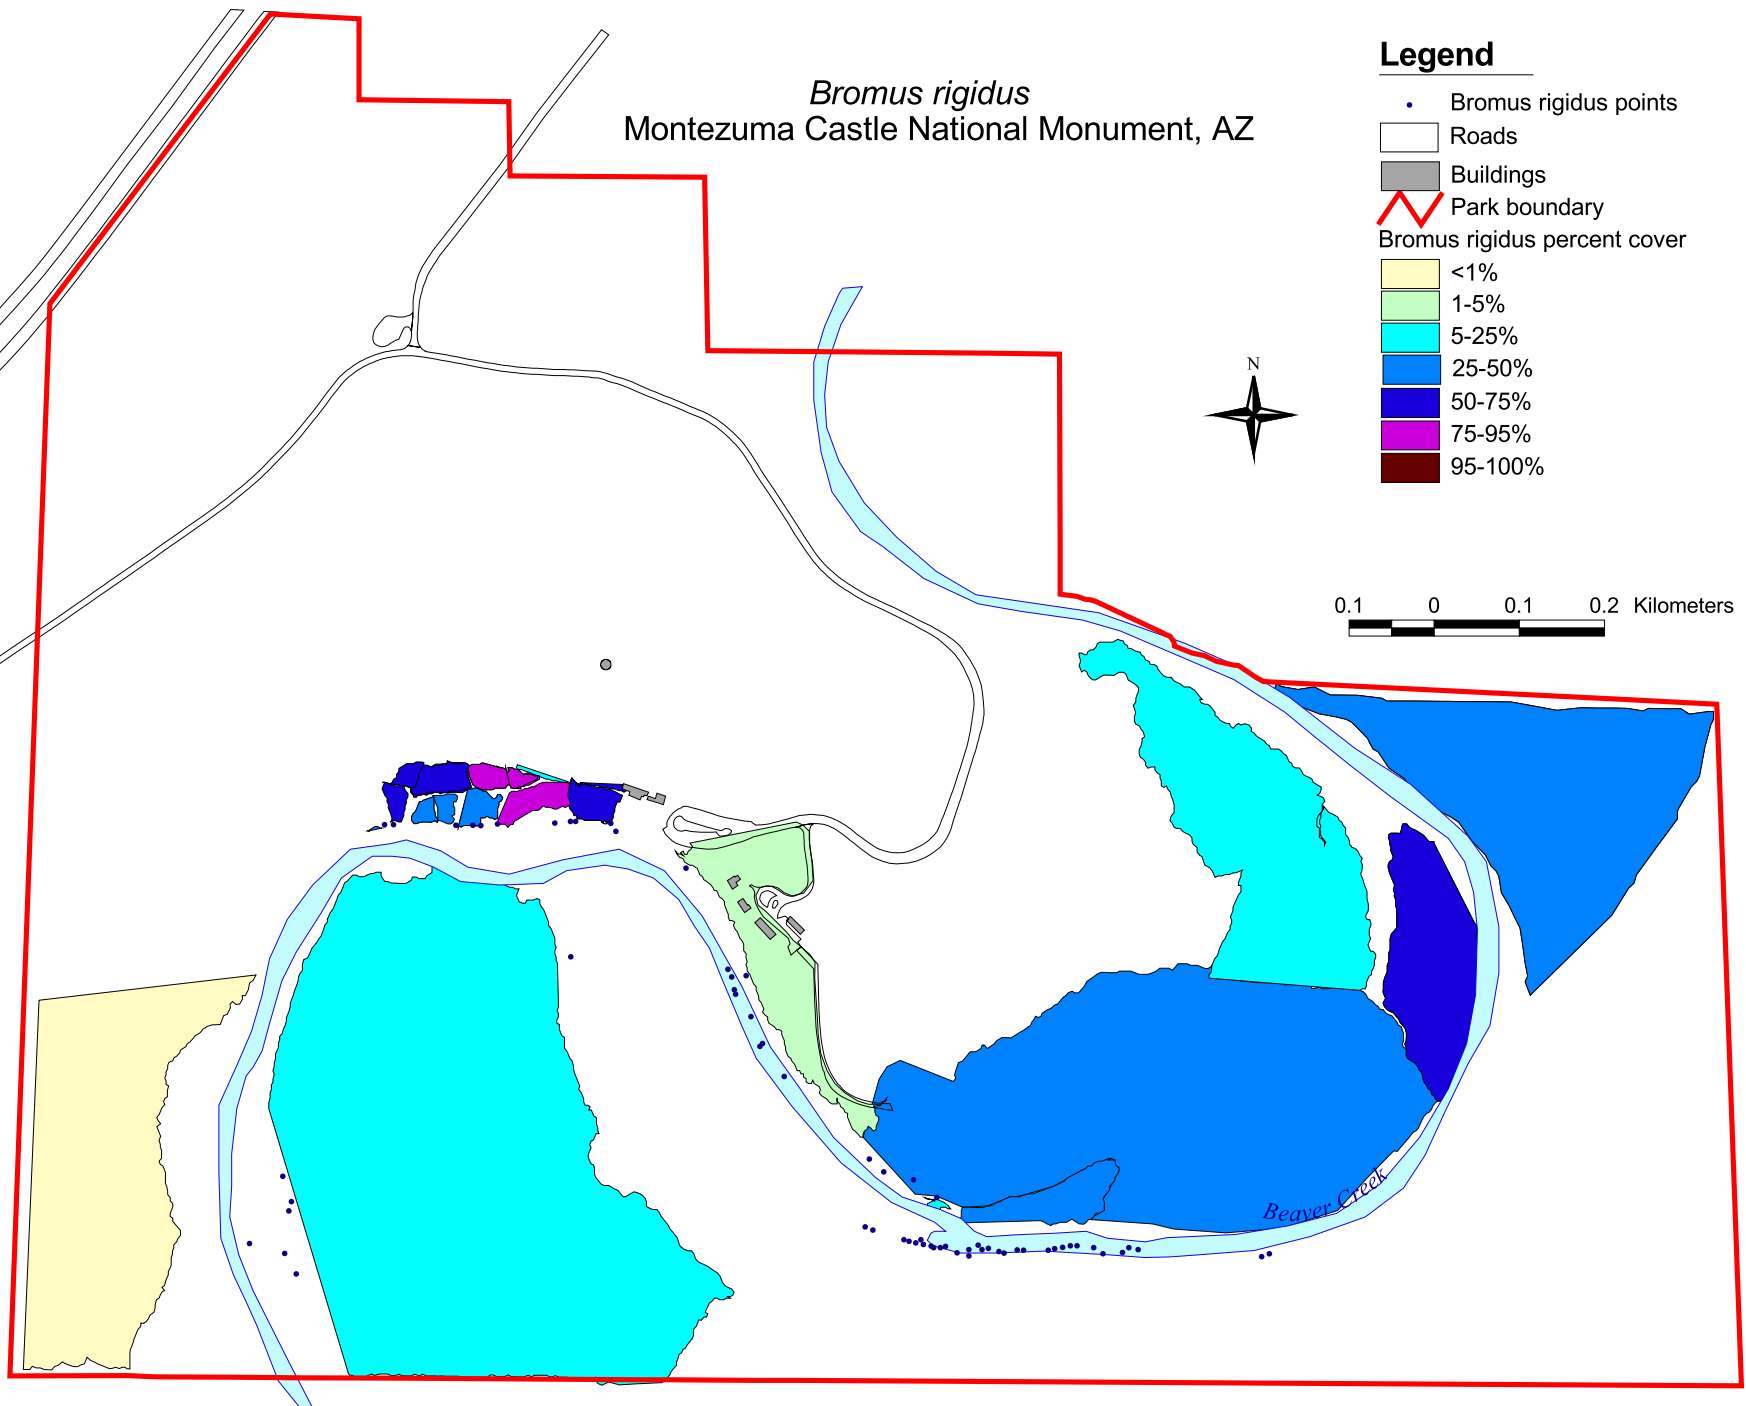 Bromus rigidus
Montezuma Castle National Monument, AZ
Legend
Bromus rigidus points
Roads
Buildings
Park boundary
Bromus rigidus percent cover
<1%
1-5%
5-25%
25-50%
50-75%
75-95%
95-100%
N
0.1 0 0.1 0.2 Kilometers
Beaver Creek